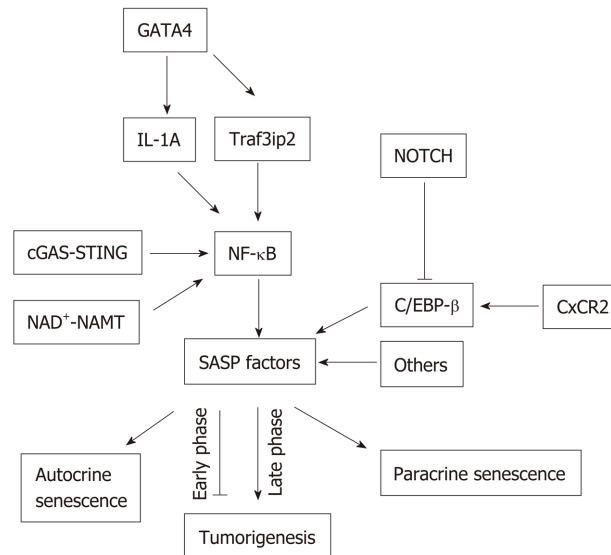 GATA4
IL-1A
Traf3ip2
NOTCH
cGAS-STING
NF-κB
NAD⁺-NAMT
C/EBP-β
CxCR2
SASP factors
Others
Early phase
Late phase
Autocrine
senescence
Paracrine senescence
Tumorigenesis